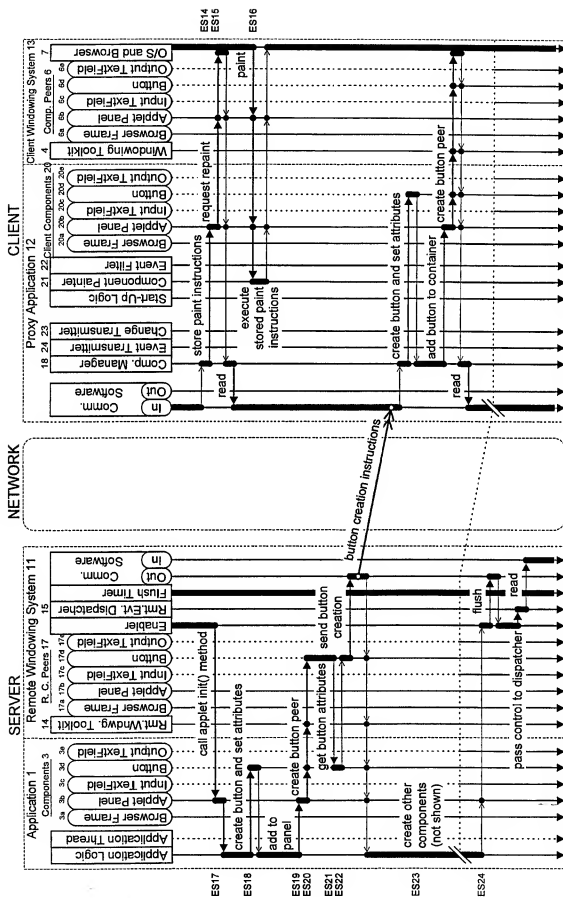 SERVER
NETWORK
CLIENT
Application 1
Components 3
3a
3b
3c
3d
3e
Application Logic
Application Thread
Browser Frame
Applet Panel
Input TextField
Button
Output TextField
Remote Windowing System 11
14
R. C. Peers 17
17a
17b
17c
17d
17e
15
Rmt.Wndwg. Toolkit
Browser Frame
Applet Panel
Input TextField
Button
Output TextField
Enabler
Rmt.Evt. Dispatcher
Flush Timer
Comm.
Software
Out
In
Comm.
Software
In
Out
Proxy Application 12
18
24
23
21
22
Comp. Manager
Event Transmitter
Change Transmitter
Start-Up Logic
Component Painter
Event Filter
Client Components 20
20a
20b
20c
20d
20e
Browser Frame
Applet Panel
Input TextField
Button
Output TextField
Client Windowing System 13
4
Comp. Peers 6
6a
6b
6c
6d
6e
7
Windowing Toolkit
Browser Frame
Applet Panel
Input TextField
Button
Output TextField
O/S and Browser
ES14
ES15
ES16
store paint instructions
request repaint
paint
read
execute
stored paint
instructions
ES17
ES18
ES19
ES20
ES21
ES22
ES23
ES24
call applet init() method
create button and set attributes
add to
panel
create button peer
get button attributes
send button
creation
button creation instructions
create button and set attributes
add button to container
create button peer
read
create other
components
(not shown)
flush
pass control to dispatcher
read